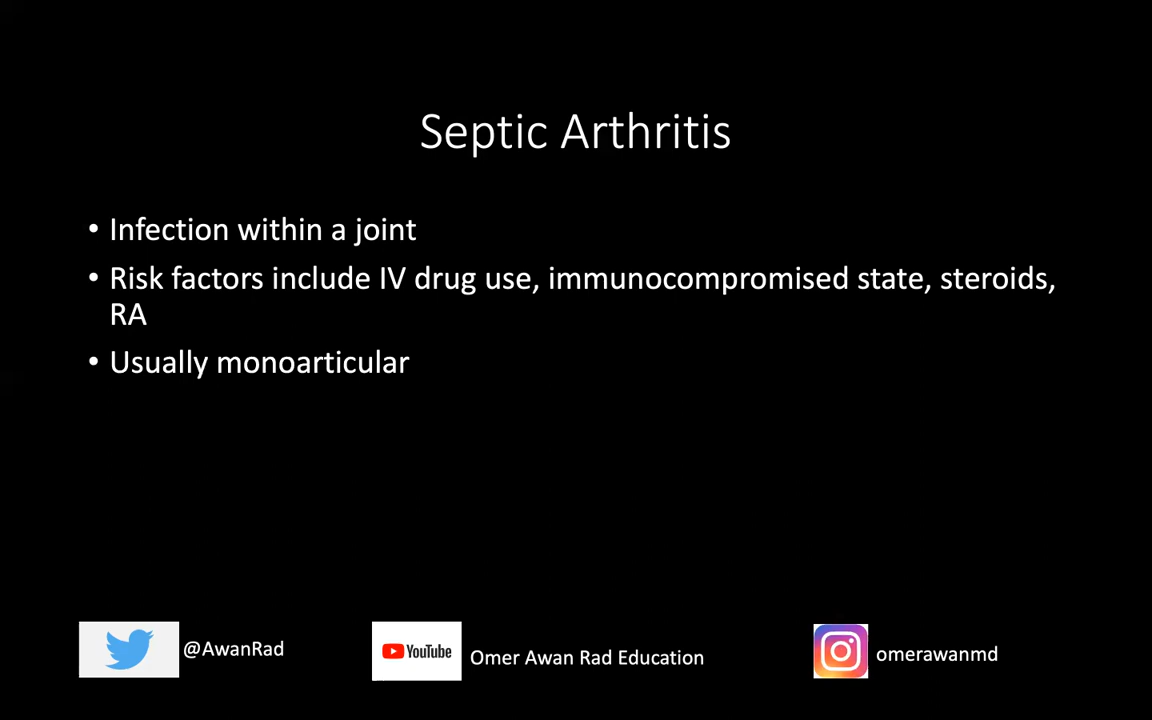 Septic Arthritis
• Infection within a joint
• Risk factors include IV drug use, immunocompromised state, steroids,
RA
• Usually monoarticular
@AwanRad
YouTube
Omer Awan Rad Education
omerawanmd